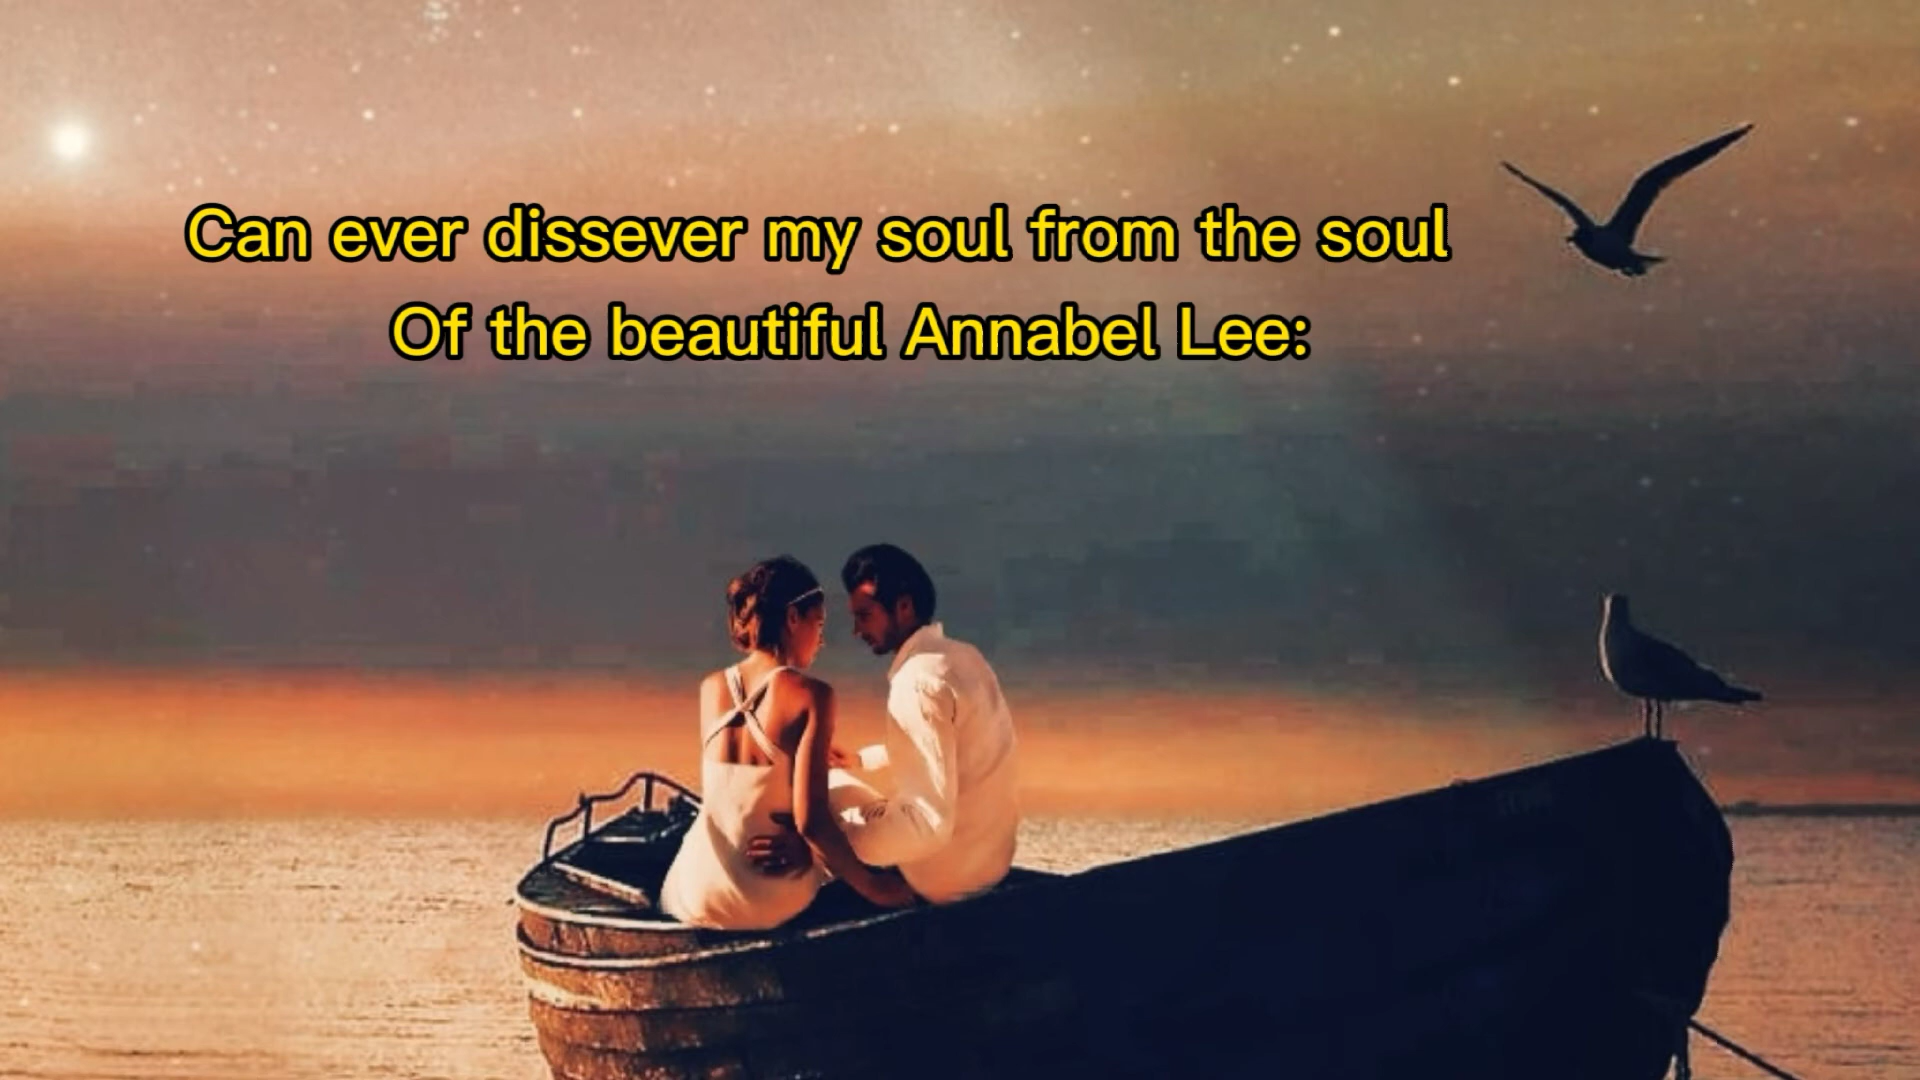 Can ever dissever my soul from the soul
Of the beautiful Annabel Lee: